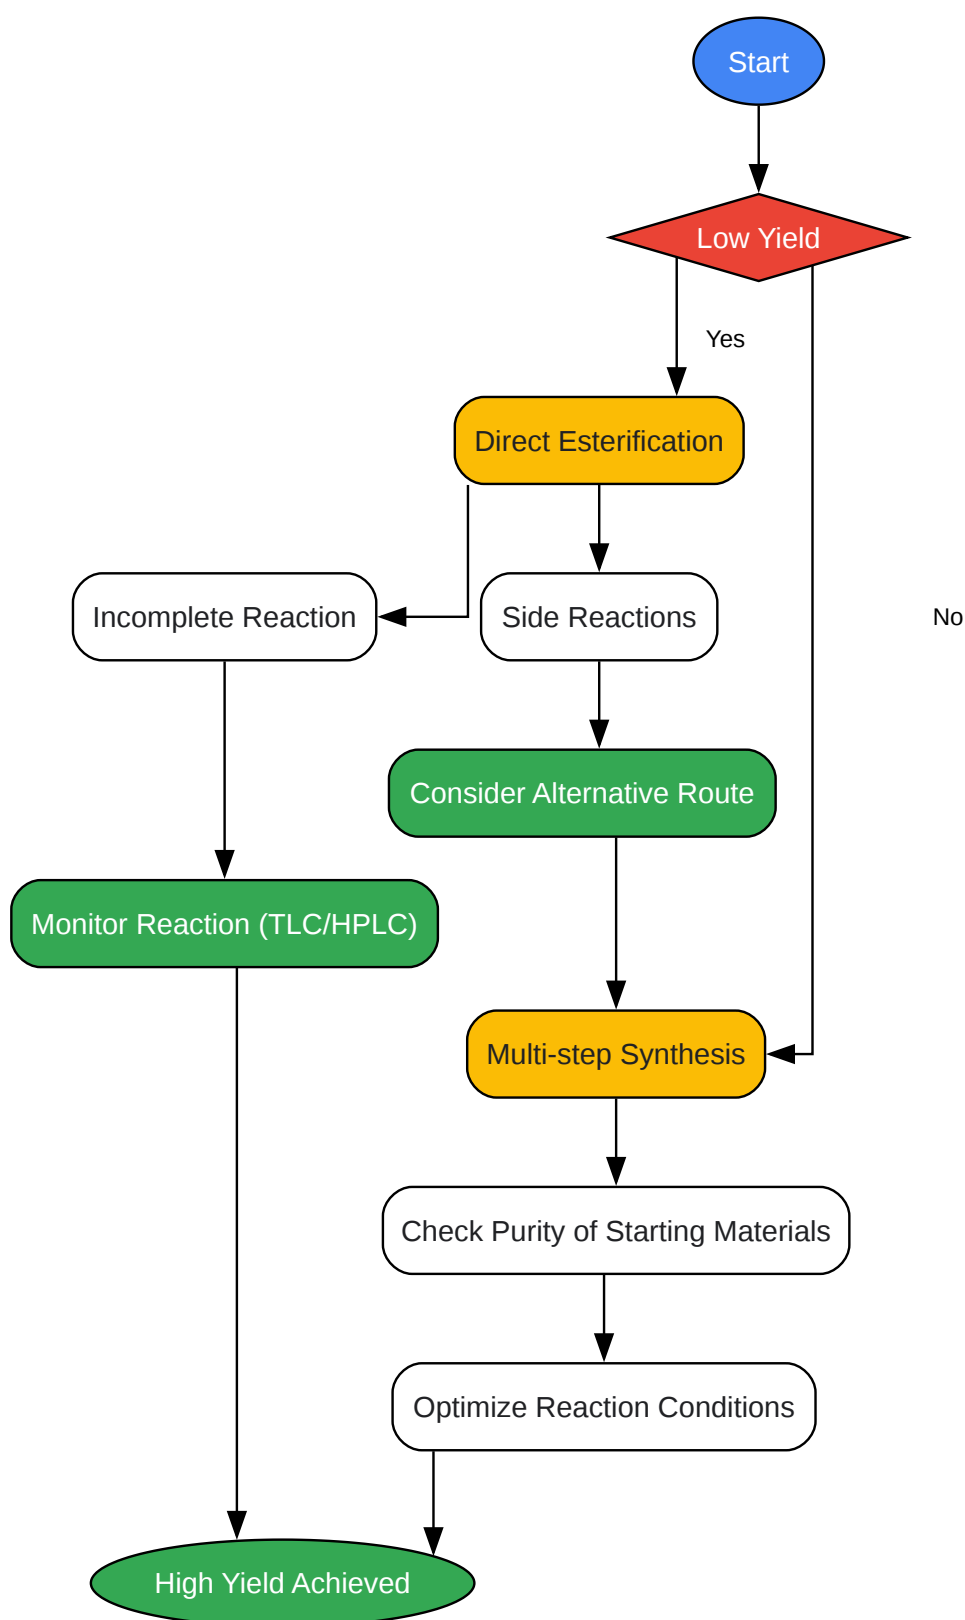 Start
Low Yield
Yes
Direct Esterification
Incomplete Reaction
Side Reactions
No
Consider Alternative Route
Monitor Reaction (TLC/HPLC)
Multi-step Synthesis
Check Purity of Starting Materials
Optimize Reaction Conditions
High Yield Achieved